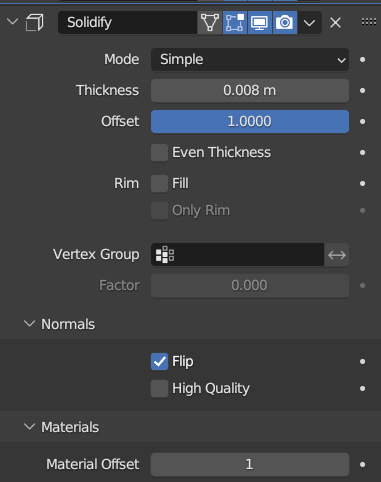 Solidify
Mode Simple
Thickness 0.008 m
Offset 1.0000
Even Thickness
Rim Fill
Only Rim
Vertex Group
Factor 0.000
Normals
Flip
High Quality
Materials
Material Offset 1